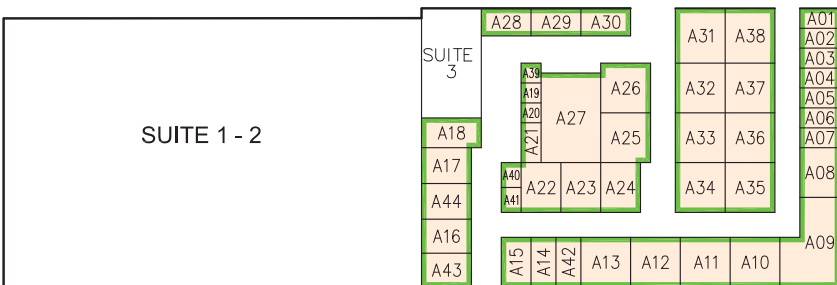 A28 A29 A30
A31 A38
A01
A02
A03
A04
A05
A06
A07
A08
A09
SUITE
3
SUITE 1 - 2
A39
A19
A20
A21
A27
A26
A25
A32 A37
A33 A36
A34 A35
A18
A17
A44
A16
A43
A40
A41
A22 A23 A24
A15 A14 A42 A13 A12 A11 A10